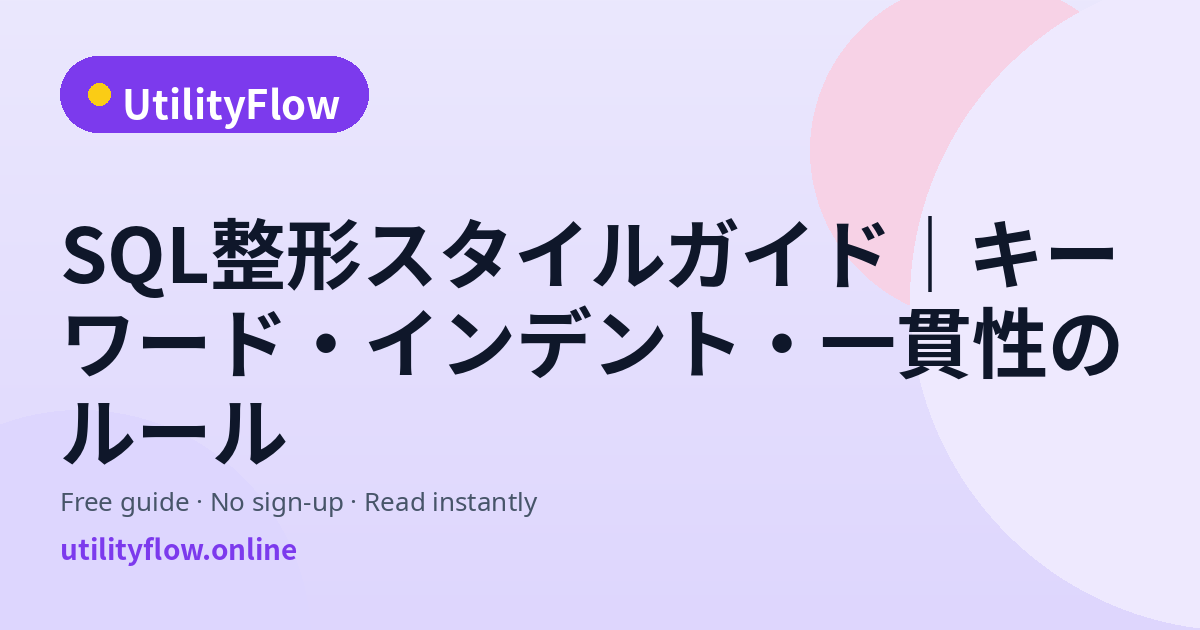 UtilityFlow
SQL整形スタイルガイド｜キー
ワード・インデント・一貫性の
ルール
Free guide · No sign-up · Read instantly
utilityflow.online